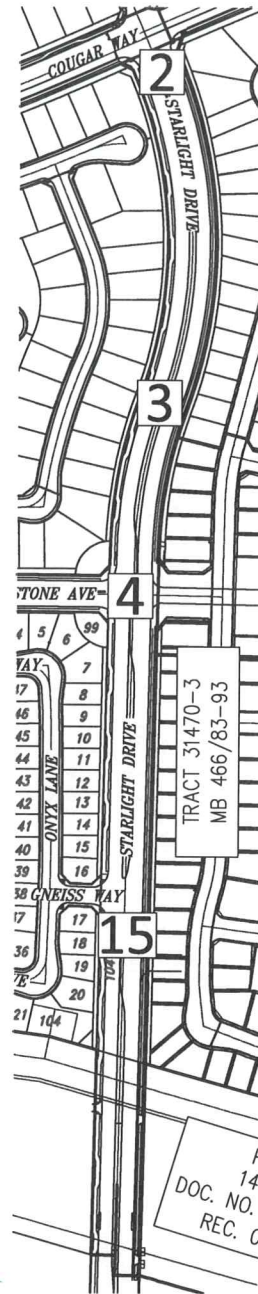 COUGAR WAY
2
STARLIGHT DRIVE
3
STONE AVE
4
4 5 6 99
WAY
7
37 8
46 9
45 10
44 11
43 12
42 13
41 14
40 15
39 16
38
ONYX LANE
STARLIGHT DRIVE
TRACT 31470-3
MB 466/83-93
GNEISS WAY
37 17
18
15
36 19
104
VE
20
21 104
14
DOC. NO.
REC.